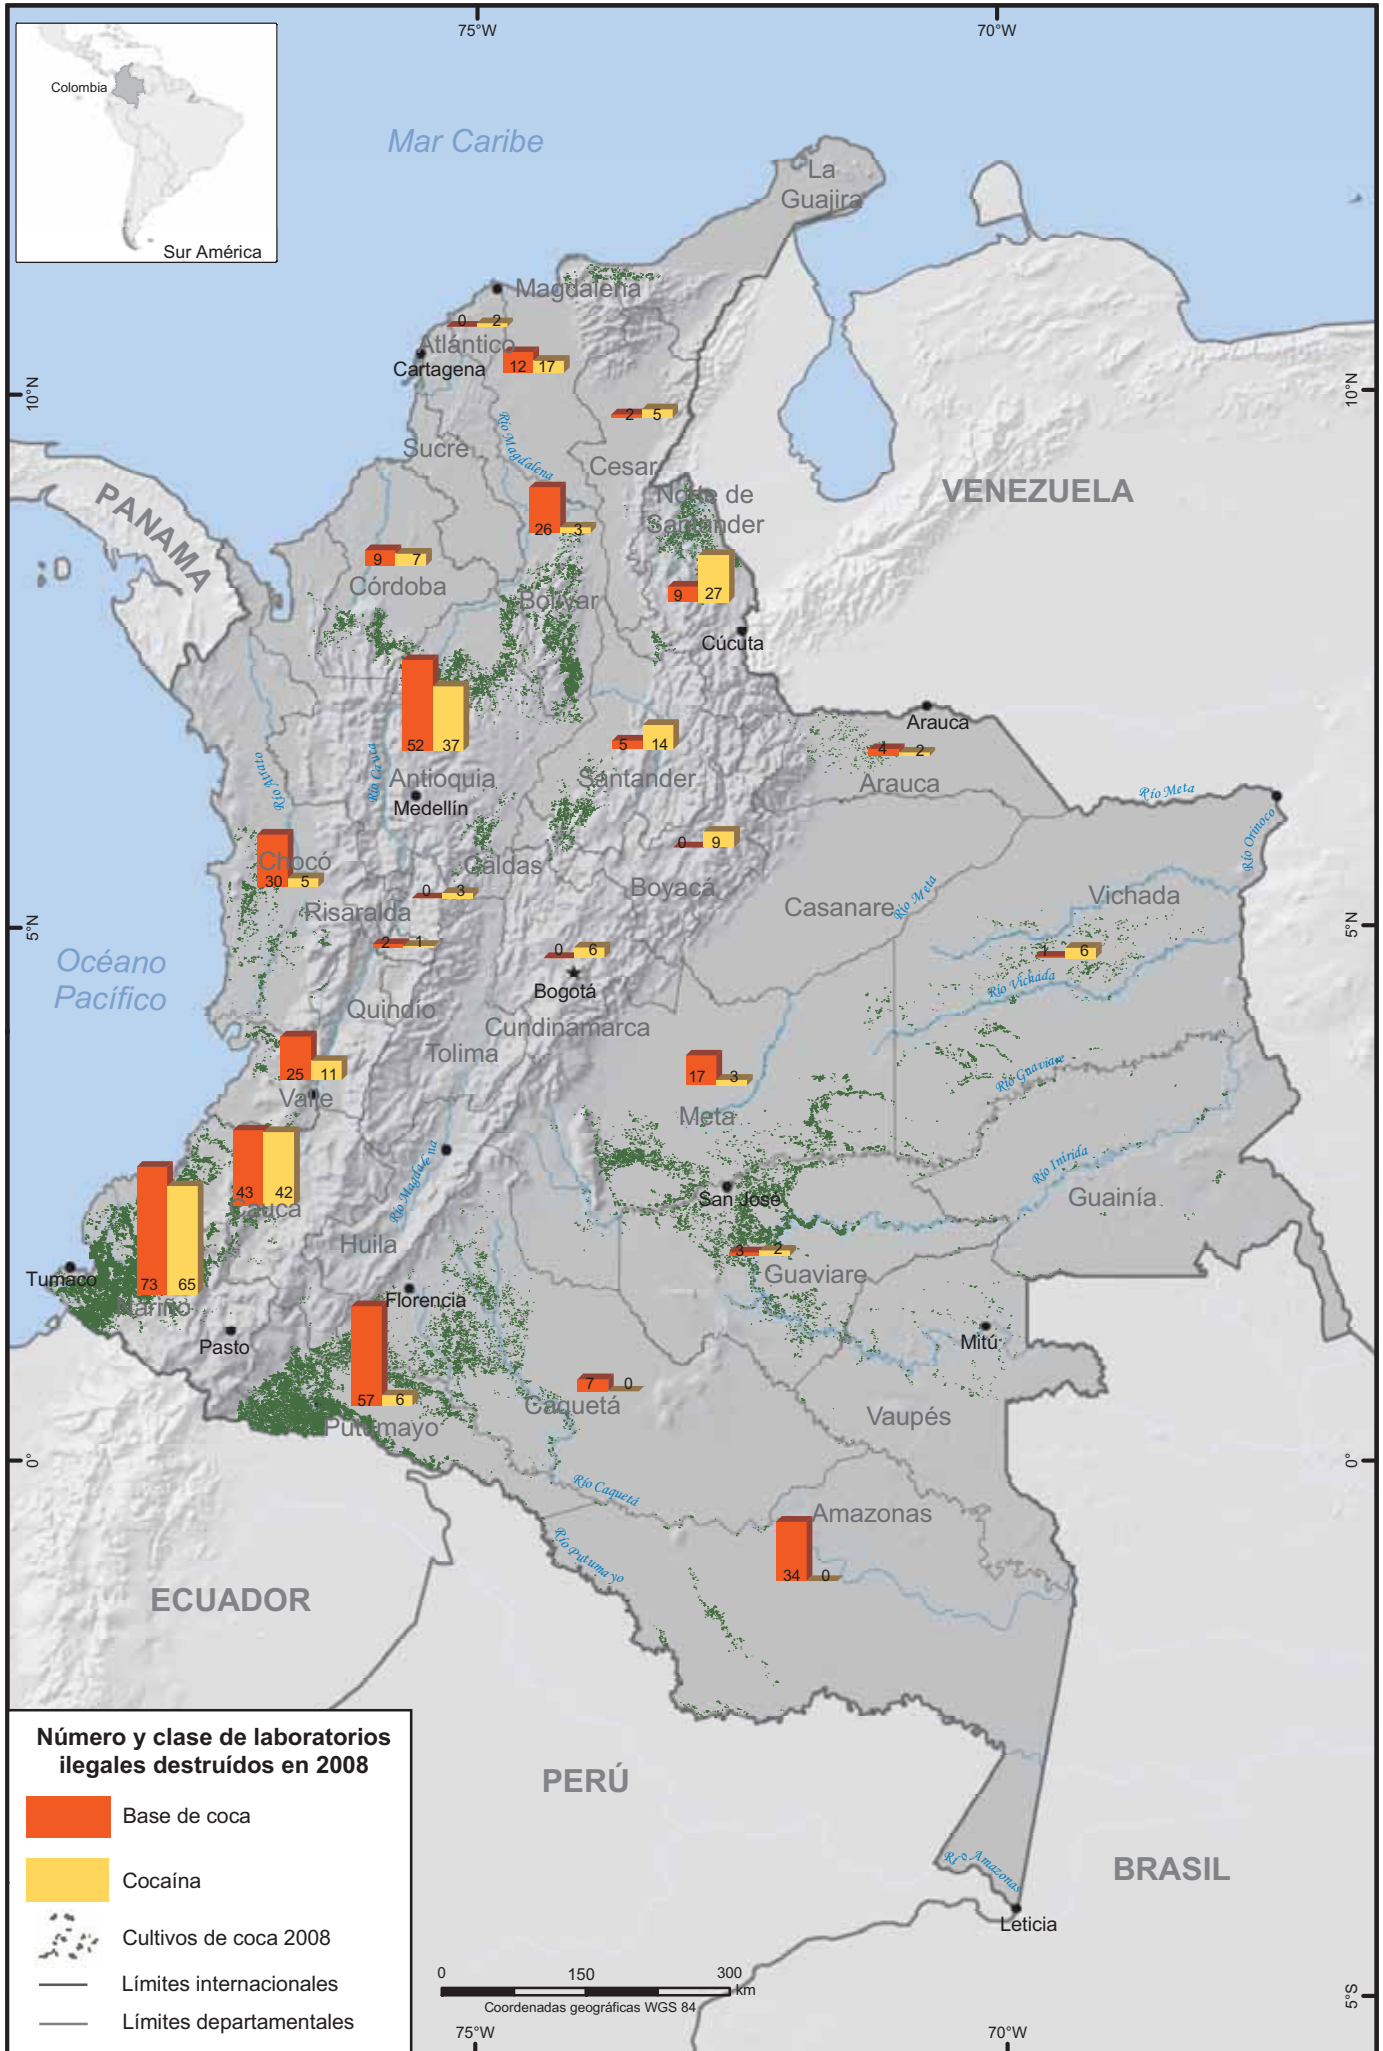 75°W
70°W
Colombia
Sur América
Mar Caribe
La
Guajira
Magdalena
0 2
Atlántico
Cartagena
12 17
10°N
10°N
2 5
Río Magdalena
Sucre
Cesar
VENEZUELA
PANAMA
Norte de
Santander
26 3
9 7
Córdoba
Bolívar
9 27
Cúcuta
52 37
Río Cauca
Antioquia
Medellín
5 14
Santander
Arauca
4 2
Arauca
Río Meta
Río Atrato
Río Orinoco
0 9
Boyacá
Chocó
30 5
Caldas
0 3
Risaralda
2 1
Casanare
Río Meta
Vichada
1 6
Río Vichada
5°N
5°N
Océano
Pacífico
0 6
Bogotá
Quindío
Cundinamarca
Tolima
25 11
Valle
17 3
Meta
Río Guaviare
Río Inírida
Guainía
43 42
Cauca
Río Magdalena
San José
3 2
Guaviare
Huila
73 65
Tumaco
Nariño
Pasto
Florencia
Mitú
57 6
Putumayo
7 0
Caquetá
Vaupés
0°
0°
Río Caquetá
Amazonas
34 0
Río Putumayo
ECUADOR
PERÚ
BRASIL
Río Amazonas
Leticia
Número y clase de laboratorios
ilegales destruídos en 2008
Base de coca
Cocaína
Cultivos de coca 2008
Límites internacionales
Límites departamentales
0 150 300
km
Coordenadas geográficas WGS 84
5°S
75°W
70°W